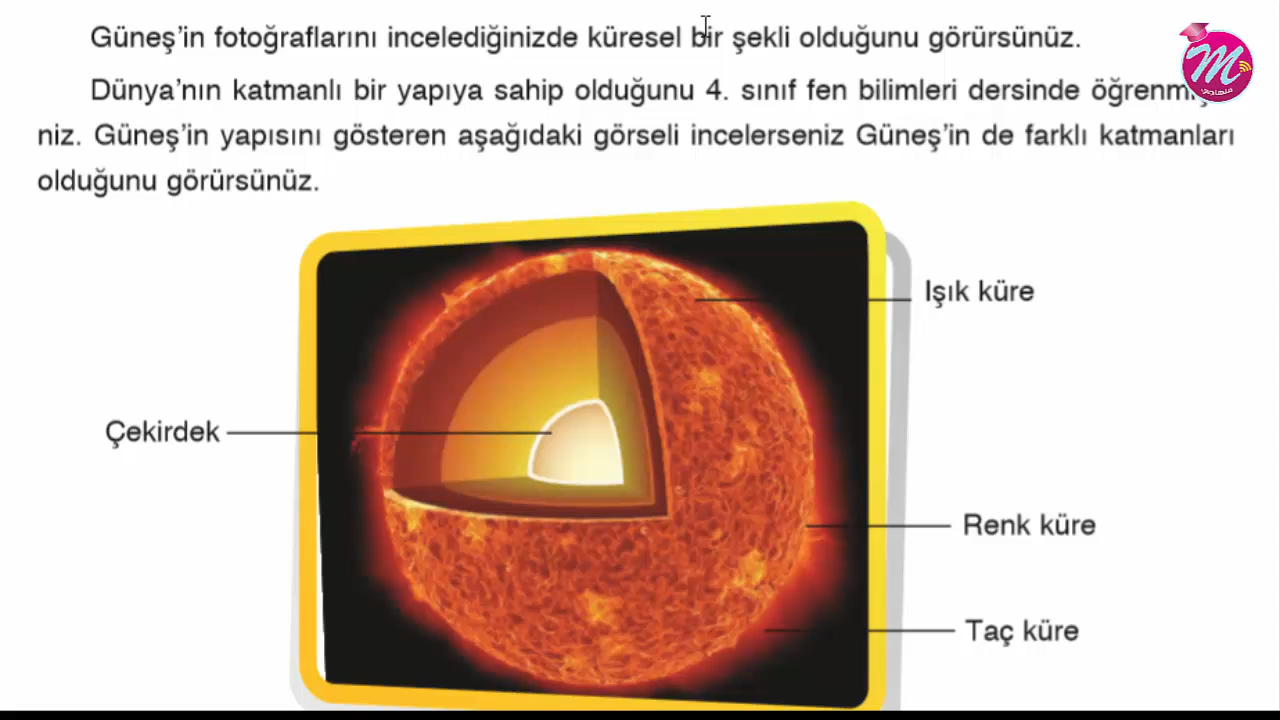 Güneş’in fotoğraflarını incelediğinizde küresel bir şekli olduğunu görürsünüz.
Dünya’nın katmanlı bir yapıya sahip olduğunu 4. sınıf fen bilimleri dersinde
niz. Güneş’in yapısını gösteren aşağıdaki görseli incelerseniz Güneş’in de farklı katmanları
olduğunu görürsünüz.
Işık küre
Çekirdek
Renk küre
Taç küre